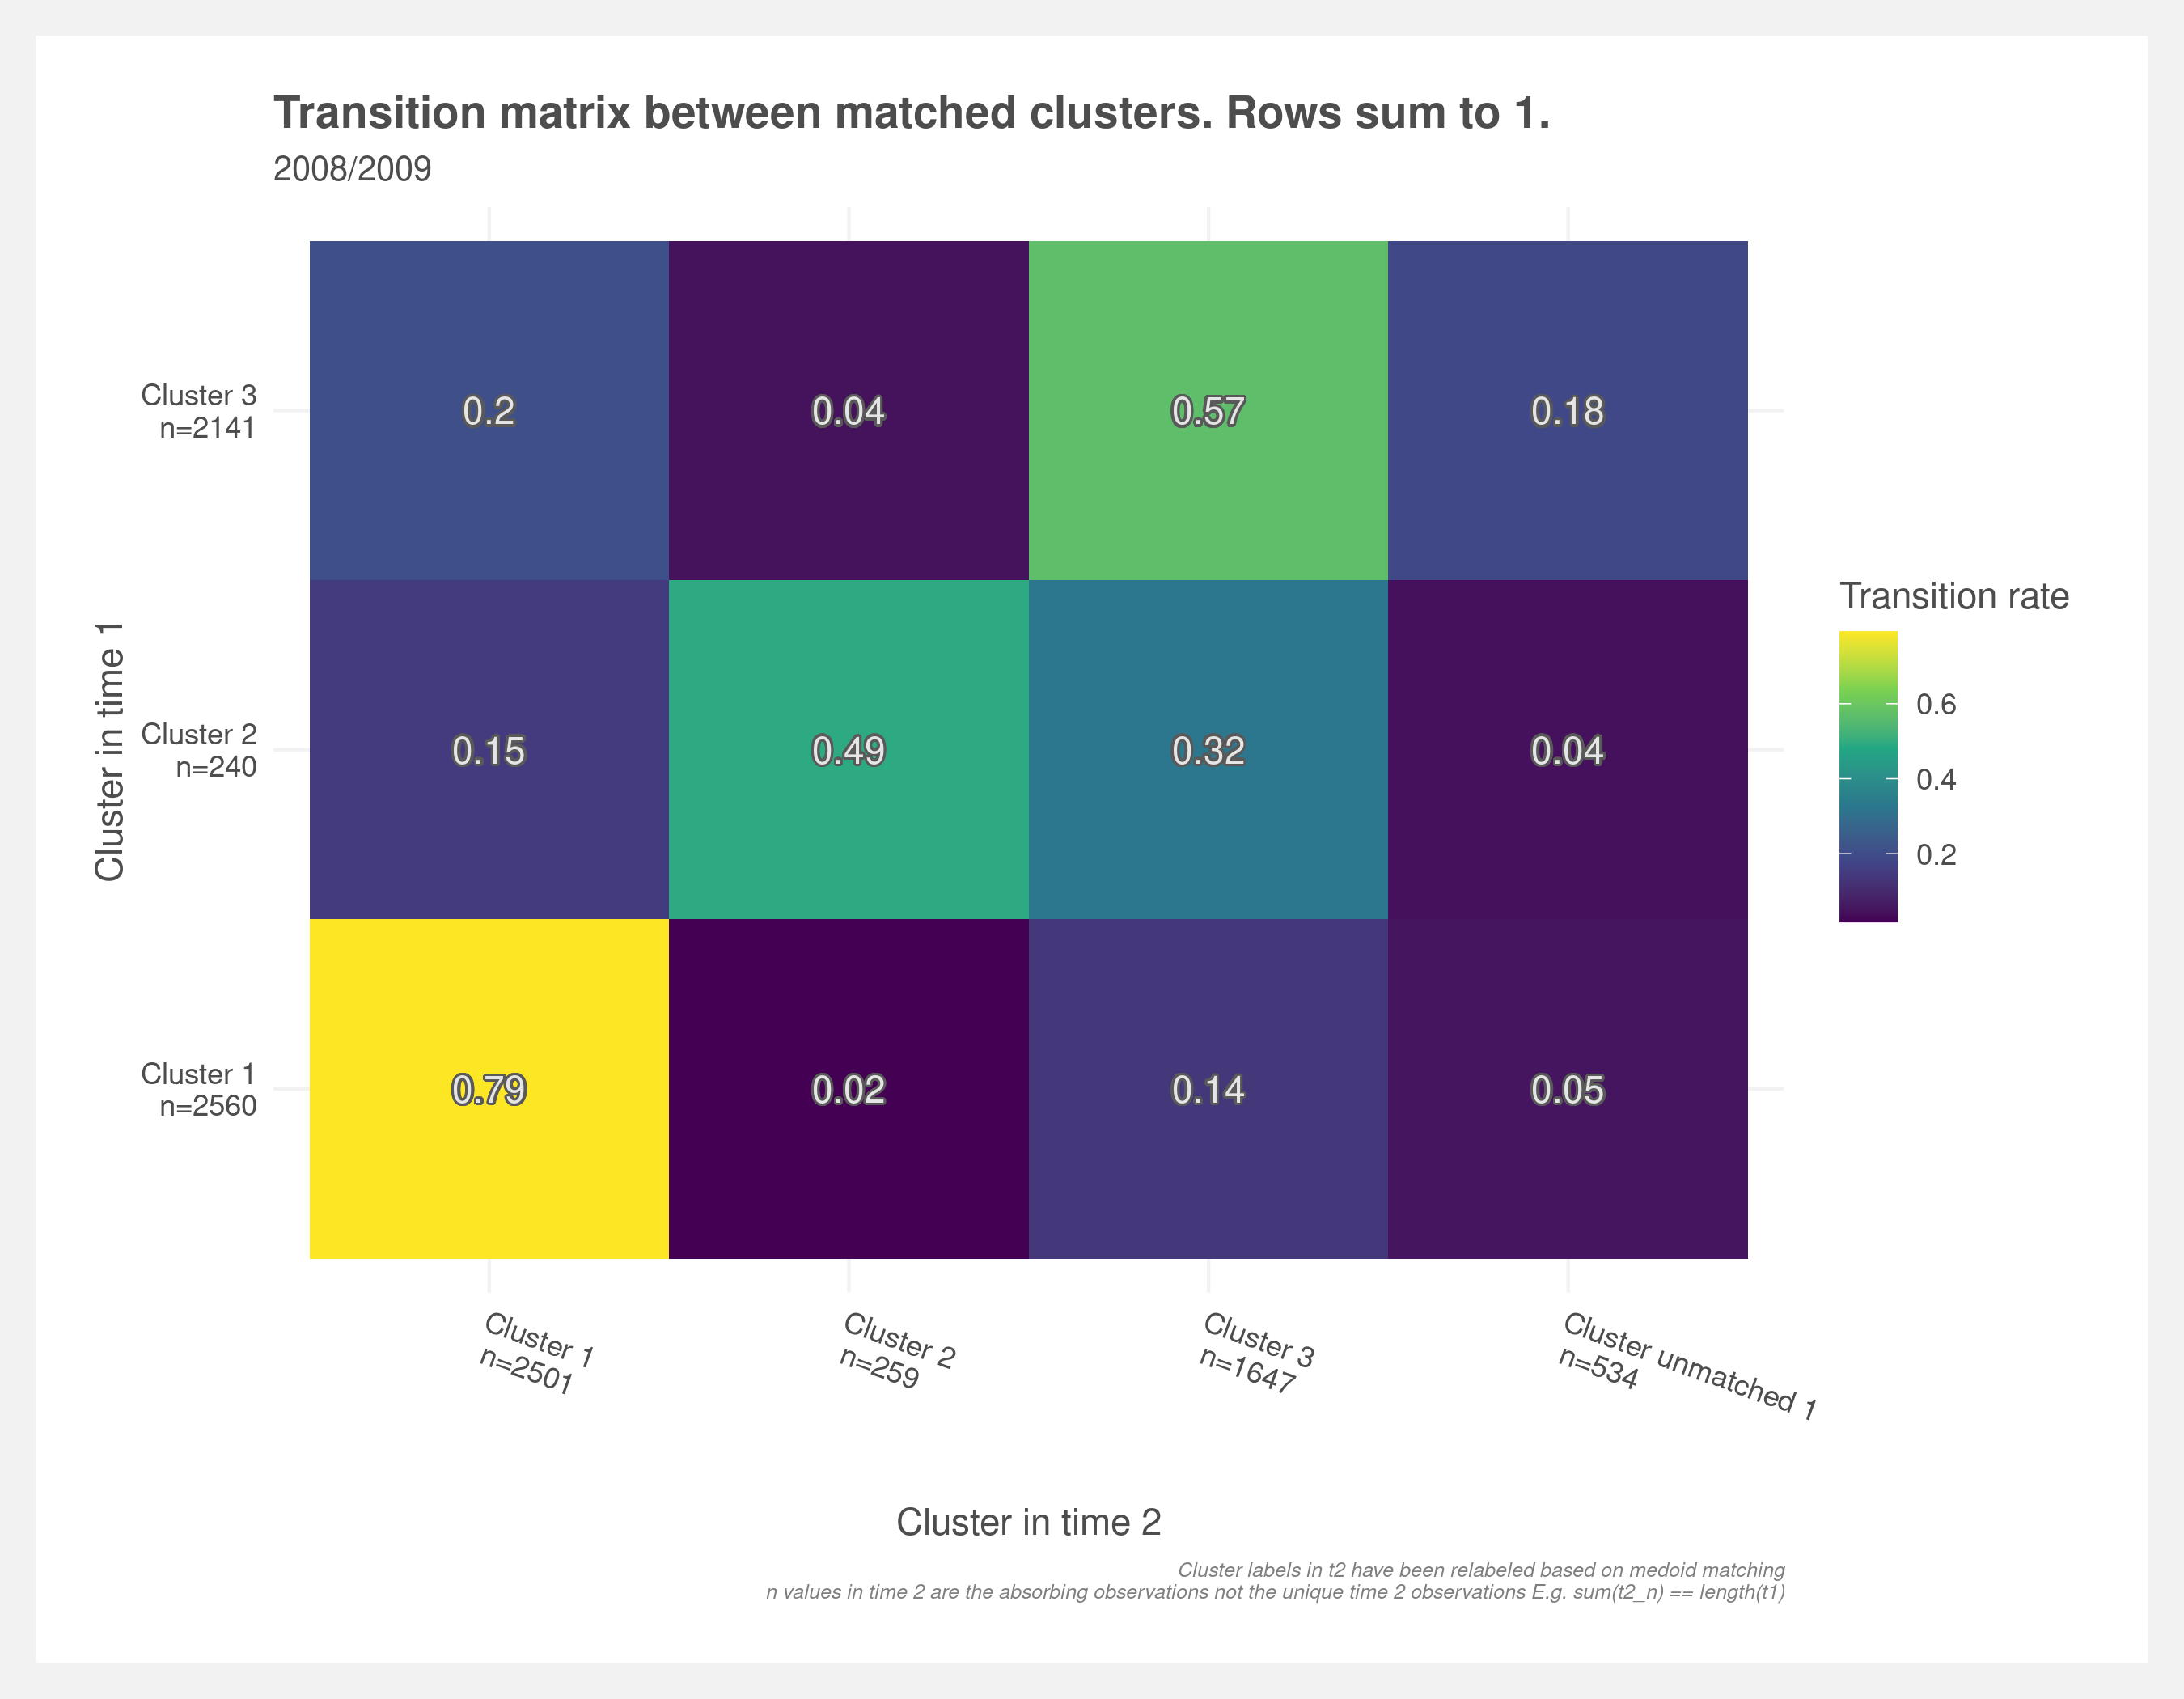 Transition matrix between matched clusters. Rows sum to 1.
2008/2009
Cluster in time 1
Cluster 3
n=2141
0.2
0.04
0.57
0.18
Cluster 2
n=240
0.15
0.49
0.32
0.04
Cluster 1
n=2560
0.79
0.02
0.14
0.05
Cluster 1
n=2501
Cluster 2
n=259
Cluster 3
n=1647
Cluster unmatched 1
n=534
Cluster in time 2
Transition rate
0.6
0.4
0.2
Cluster labels in t2 have been relabeled based on medoid matching
n values in time 2 are the absorbing observations not the unique time 2 observations E.g. sum(t2_n) == length(t1)